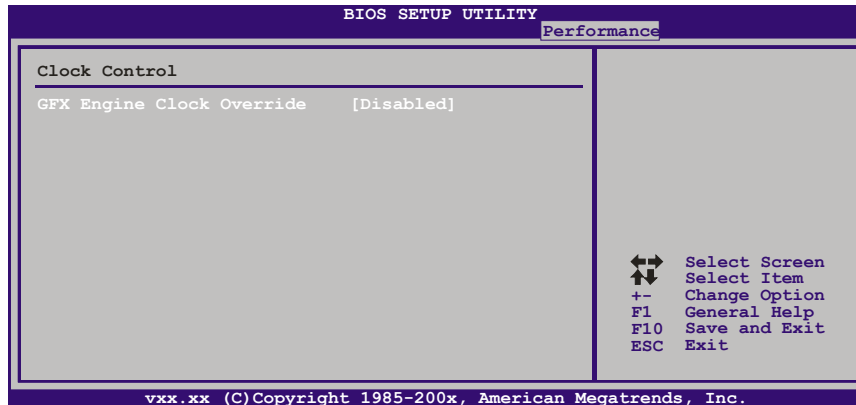 BIOS SETUP UTILITY
Performance
Clock Control
GFX Engine Clock Override [Disabled]
Select Screen
Select Item
+- Change Option
F1 General Help
F10 Save and Exit
ESC Exit
vxx.xx (C)Copyright 1985-200x, American Megatrends, Inc.